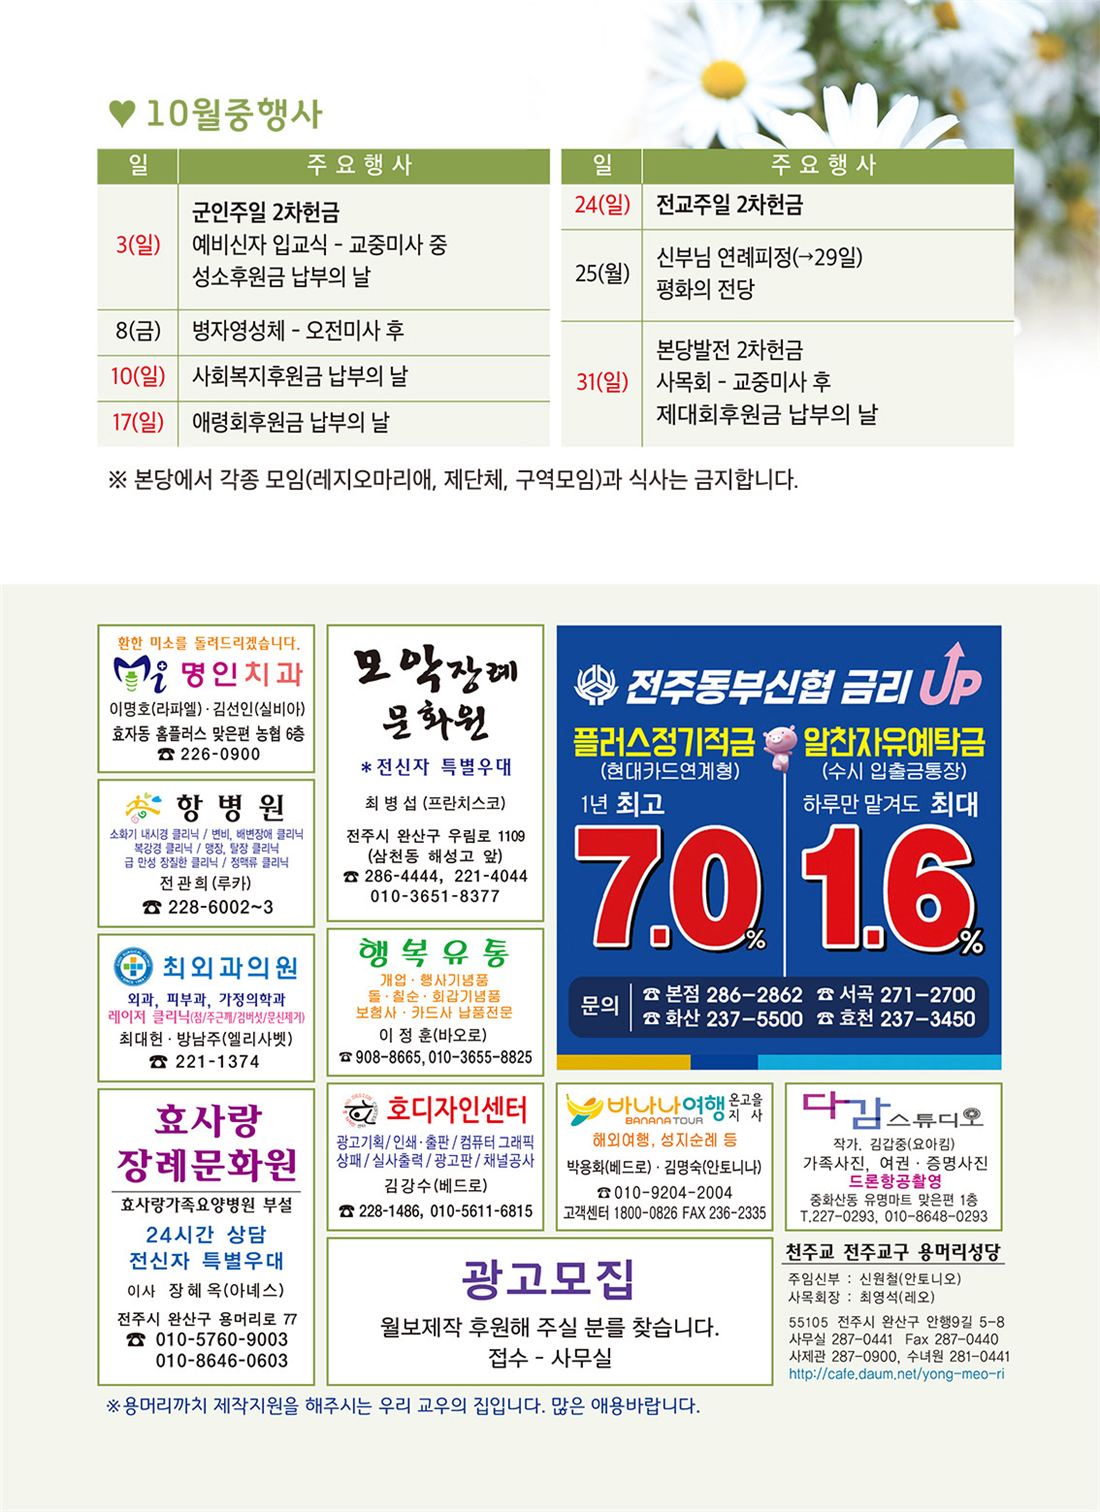 ♥ 10월중행사
일 주요행사
3(일) 군인주일 2차헌금
예비신자 입교식 - 교중미사 중
성소후원금 납부의 날
8(금) 병자영성체 - 오전미사 후
10(일) 사회복지후원금 납부의 날
17(일) 애령회후원금 납부의 날
일 주요행사
24(일) 전교주일 2차헌금
25(월) 신부님 연례피정(→29일)
평화의 전당
31(일) 본당발전 2차헌금
사목회 - 교중미사 후
제대회후원금 납부의 날
※ 본당에서 각종 모임(레지오마리애, 제단체, 구역모임)과 식사는 금지합니다.
환한 미소를 돌려드리겠습니다.
Mi 명인치과
이명호(라파엘)·김선인(실비아)
효자동 홈플러스 맞은편 농협 6층
☎ 226-0900
항병원
소화기 내시경 클리닉 / 변비, 배변장애 클리닉
복강경 클리닉 / 맹장, 탈장 클리닉
급 만성 장질한 클리닉 / 정맥류 클리닉
전관희(루카)
☎ 228-6002~3
최외과의원
외과, 피부과, 가정의학과
레이저 클리닉(점/주근깨/검버섯/문신제거)
최대헌·방남주(엘리사벳)
☎ 221-1374
효사랑
장례문화원
효사랑가족요양병원 부설
24시간 상담
전신자 특별우대
이사 장혜옥(아녜스)
전주시 완산구 용머리로 77
☎ 010-5760-9003
010-8646-0603
모악장례
문화원
*전신자 특별우대
최병섭(프란치스코)
전주시 완산구 우림로 1109
(삼천동 해성고 앞)
☎ 286-4444, 221-4044
010-3651-8377
행복유통
개업·행사기념품
돌·칠순·회갑기념품
보험사·카드사 납품전문
이정훈(바오로)
☎ 908-8665, 010-3655-8825
전주동부신협 금리 UP
플러스정기적금
(현대카드연계형)
1년 최고
7.0%
알찬자유예탁금
(수시 입출금통장)
하루만 맡겨도 최대
1.6%
문의 ☎ 본점 286-2862 ☎ 서곡 271-2700
☎ 화산 237-5500 ☎ 효천 237-3450
호디자인센터
광고기획/인쇄·출판/컴퓨터 그래픽
상패/실사출력/광고판/채널공사
김강수(베드로)
☎ 228-1486, 010-5611-6815
바나나여행 온고을
지사
BANANA TOUR
해외여행, 성지순례 등
박용화(베드로)·김명숙(안토니나)
☎ 010-9204-2004
고객센터 1800-0826 FAX 236-2335
다감스튜디오
작가. 김갑중(요아킴)
가족사진, 여권·증명사진
드론항공촬영
중화산동 유명마트 맞은편 1층
T.227-0293, 010-8648-0293
광고모집
월보제작 후원해 주실 분를 찾습니다.
접수 - 사무실
천주교 전주교구 용머리성당
주임신부 : 신원철(안토니오)
사목회장 : 최영석(레오)
55105 전주시 완산구 안행9길 5-8
사무실 287-0441 Fax 287-0440
사제관 287-0900, 수녀원 281-0441
http://cafe.daum.net/yong-meo-ri
※용머리까치 제작지원을 해주시는 우리 교우의 집입니다. 많은 애용바랍니다.